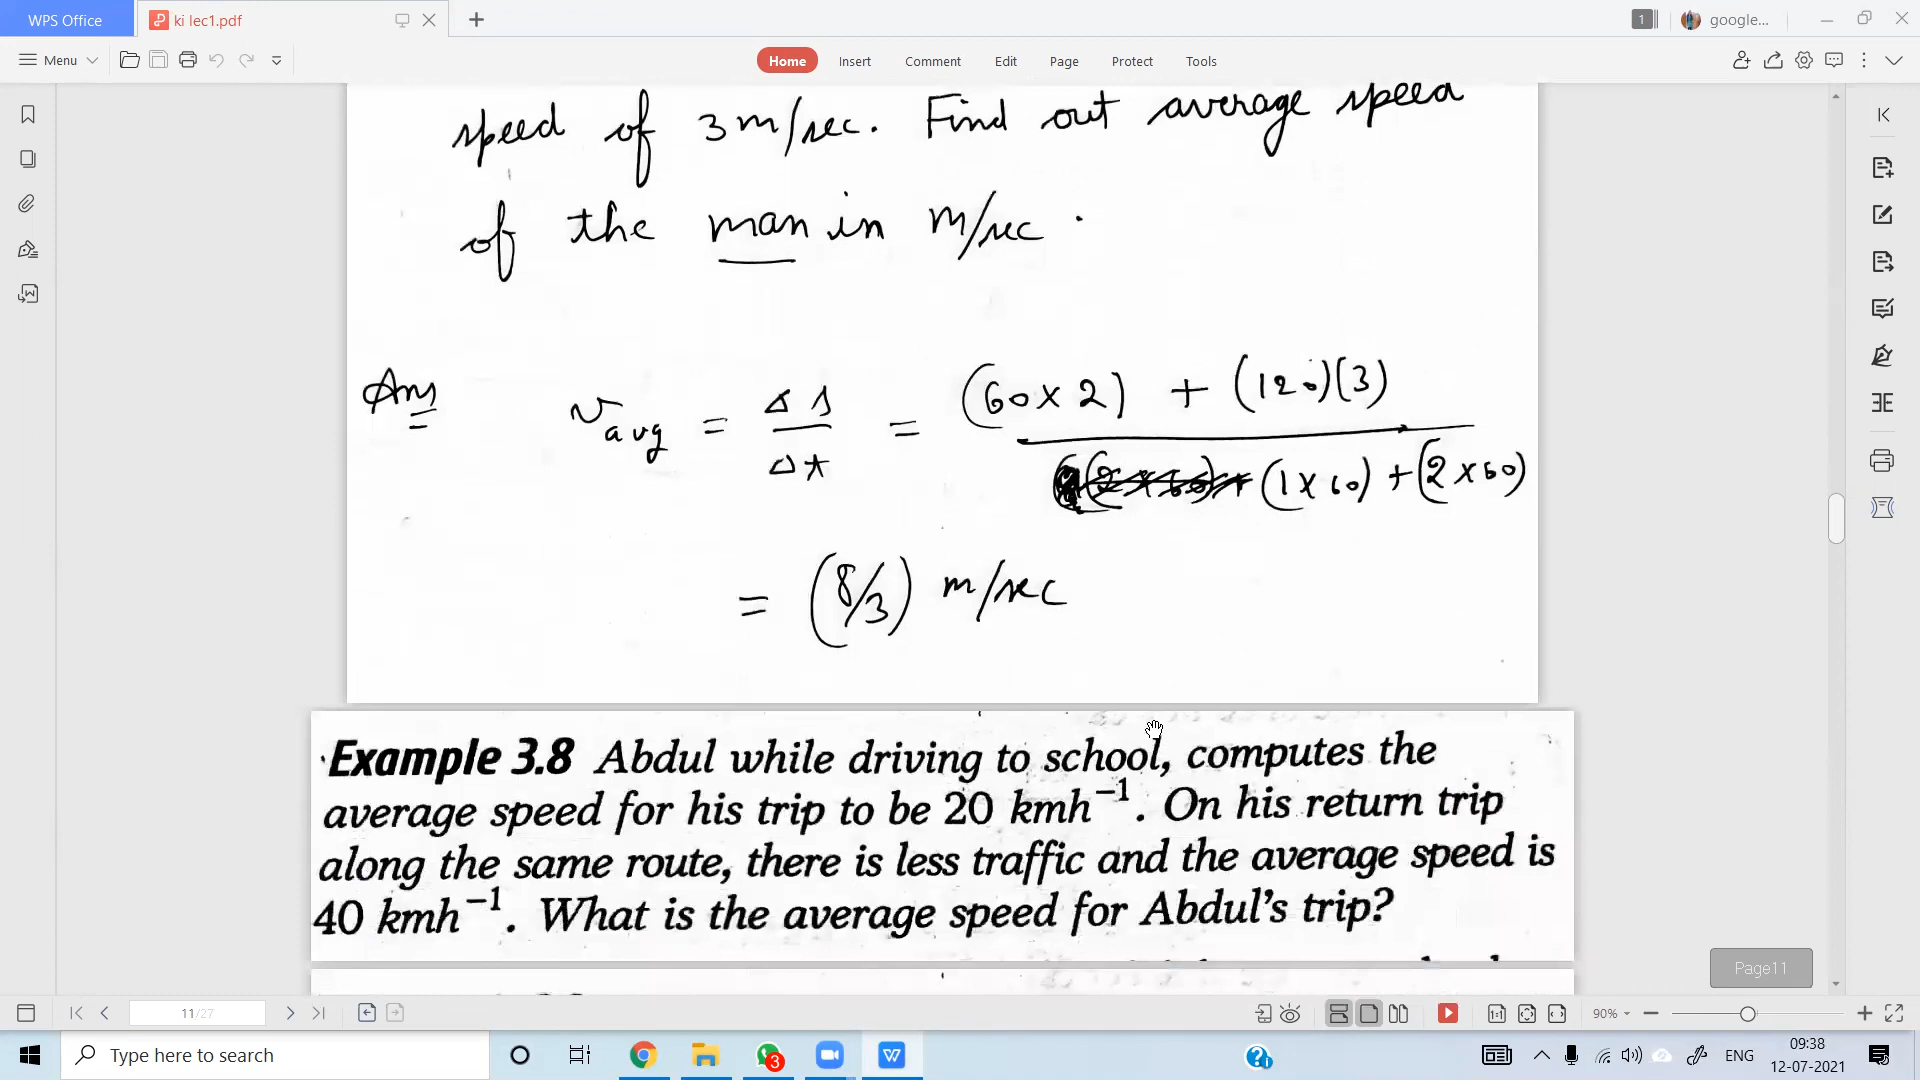 WPS Office
ki lec1.pdf
1
google...
Menu
Home
Insert
Comment
Edit
Page
Protect
Tools
speed of 3 m/sec. Find out average speed
of the man in m/sec.
Ans
v avg = Δs/Δt = (60 x 2) + (120)(3) / (1 x 60) + (2 x 60)
= (8/3) m/sec
Example 3.8 Abdul while driving to school, computes the
average speed for his trip to be 20 kmh⁻¹. On his return trip
along the same route, there is less traffic and the average speed is
40 kmh⁻¹. What is the average speed for Abdul's trip?
Page11
11/27
90%
Type here to search
3
ENG
09:38
12-07-2021